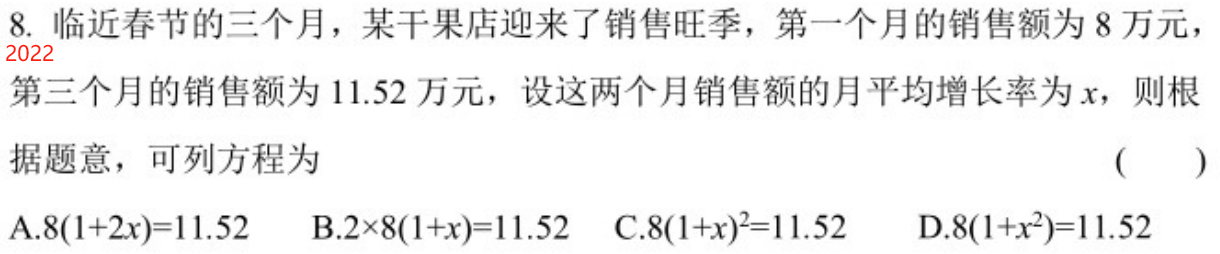 8. 临近春节的三个月，某干果店迎来了销售旺季，第一个月的销售额为 8 万元，
2022
第三个月的销售额为 11.52 万元，设这两个月销售额的月平均增长率为 x，则根
据题意，可列方程为 (    )
A.8(1+2x)=11.52 B.2×8(1+x)=11.52 C.8(1+x)²=11.52 D.8(1+x²)=11.52